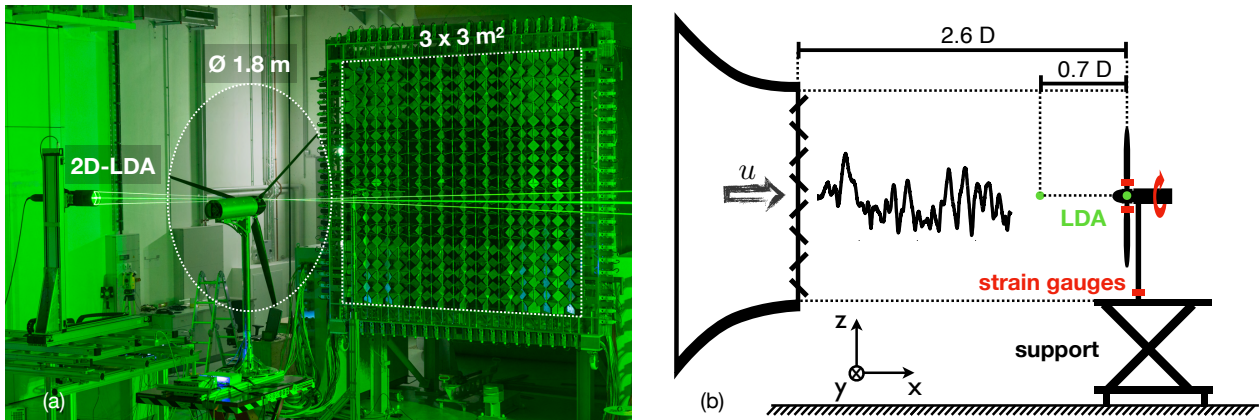 3 x 3 m²
Ø 1.8 m
2D-LDA
(a)
2.6 D
0.7 D
u
LDA
strain gauges
z
support
y
x
(b)